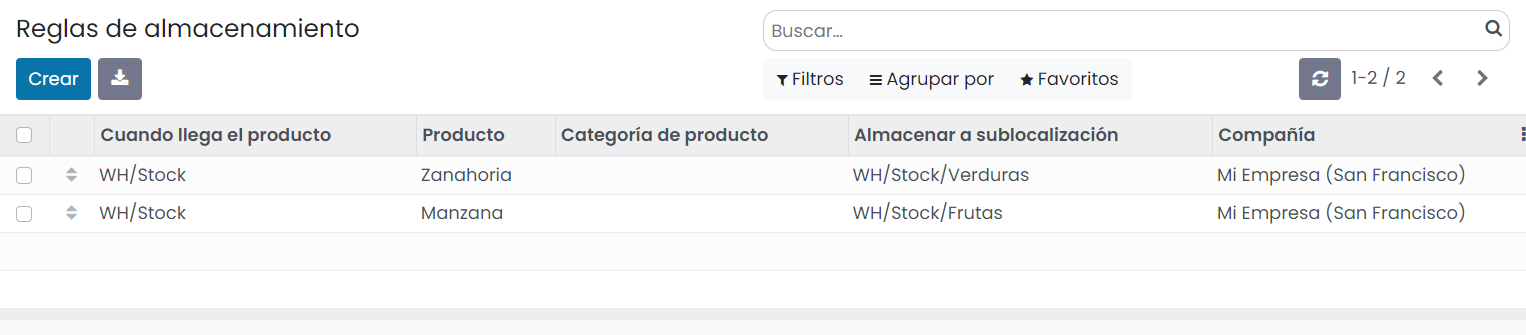 Reglas de almacenamiento
Buscar...
Crear
Filtros Agrupar por Favoritos 1-2 / 2
Cuando llega el producto Producto Categoría de producto Almacenar a sublocalización Compañía
WH/Stock Zanahoria WH/Stock/Verduras Mi Empresa (San Francisco)
WH/Stock Manzana WH/Stock/Frutas Mi Empresa (San Francisco)